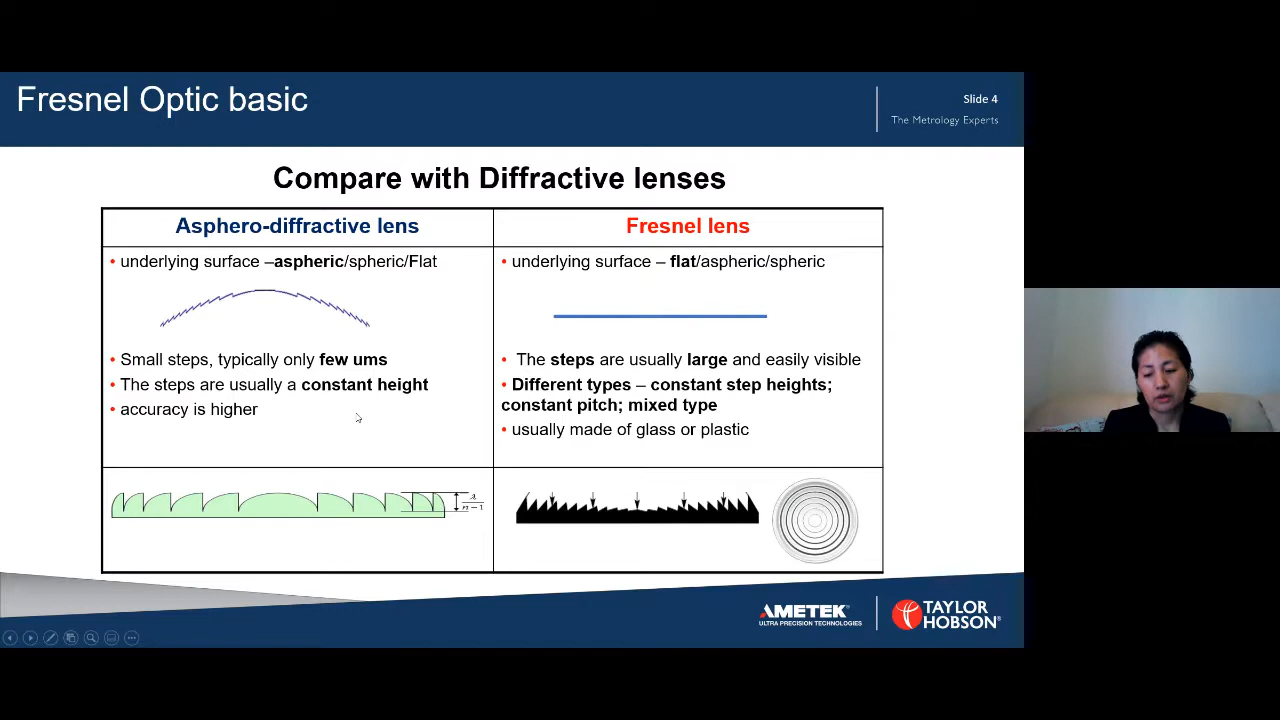 Fresnel Optic basic
Slide 4
The Metrology Experts
Compare with Diffractive lenses
Asphero-diffractive lens
Fresnel lens
• underlying surface –aspheric/spheric/Flat
• Small steps, typically only few ums
• The steps are usually a constant height
• accuracy is higher
• underlying surface – flat/aspheric/spheric
• The steps are usually large and easily visible
• Different types – constant step heights;
constant pitch; mixed type
• usually made of glass or plastic
λ
n − 1
AMETEK®
ULTRA PRECISION TECHNOLOGIES
TAYLOR
HOBSON®